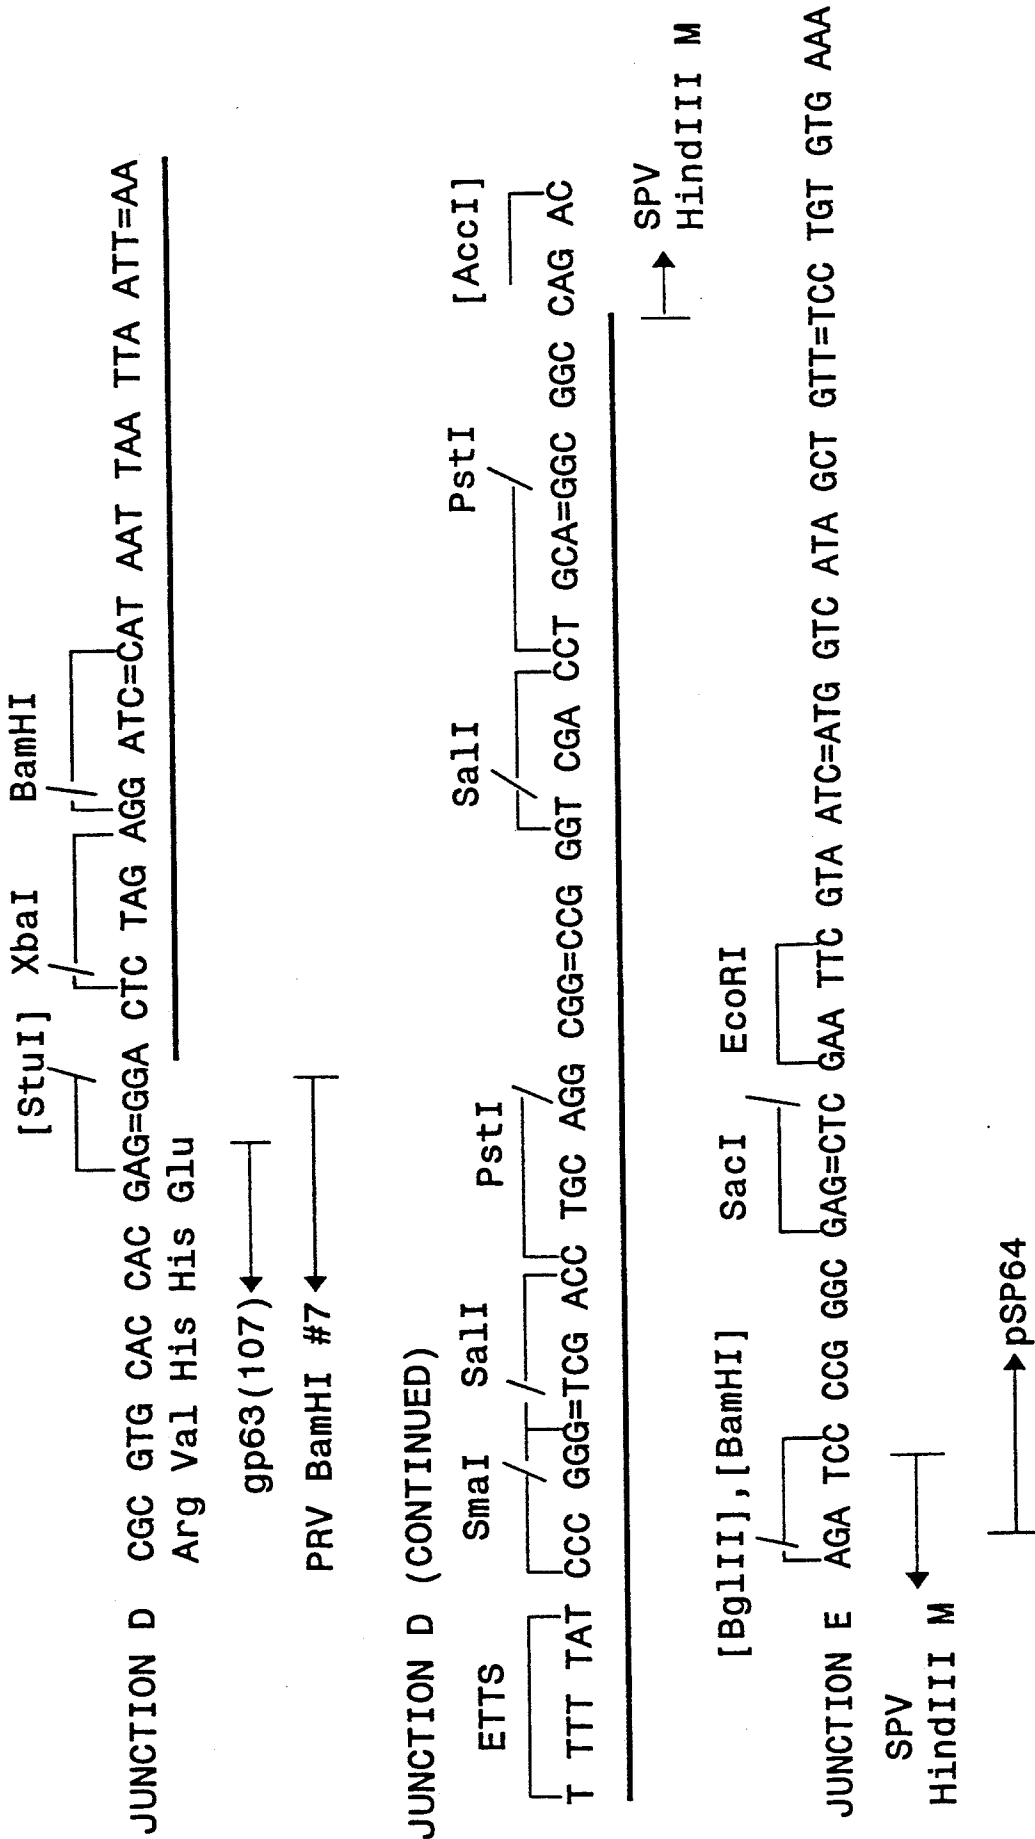 [StuI] XbaI BamHI
JUNCTION D CGC GTG CAC CAC GAG=GGA CTC TAG AGG ATC=CAT AAT TAA TTA ATT=AA
Arg Val His His Glu
gp63(107)
PRV BamHI #7
JUNCTION D (CONTINUED)
ETTS SmaI SalI PstI SalI PstI [AccI]
T TTT TAT CCC GGG=TCG ACC TGC AGG CGG=CCG GGT CGA CCT GCA=GGC GGC CAG AC
SPV
HindIII M
[BglII],[BamHI] SacI EcoRI
JUNCTION E AGA TCC CCG GGC GAG=CTC GAA TTC GTA ATC=ATG GTC ATA GCT GTT=TCC TGT GTG AAA
SPV
HindIII M
pSP64